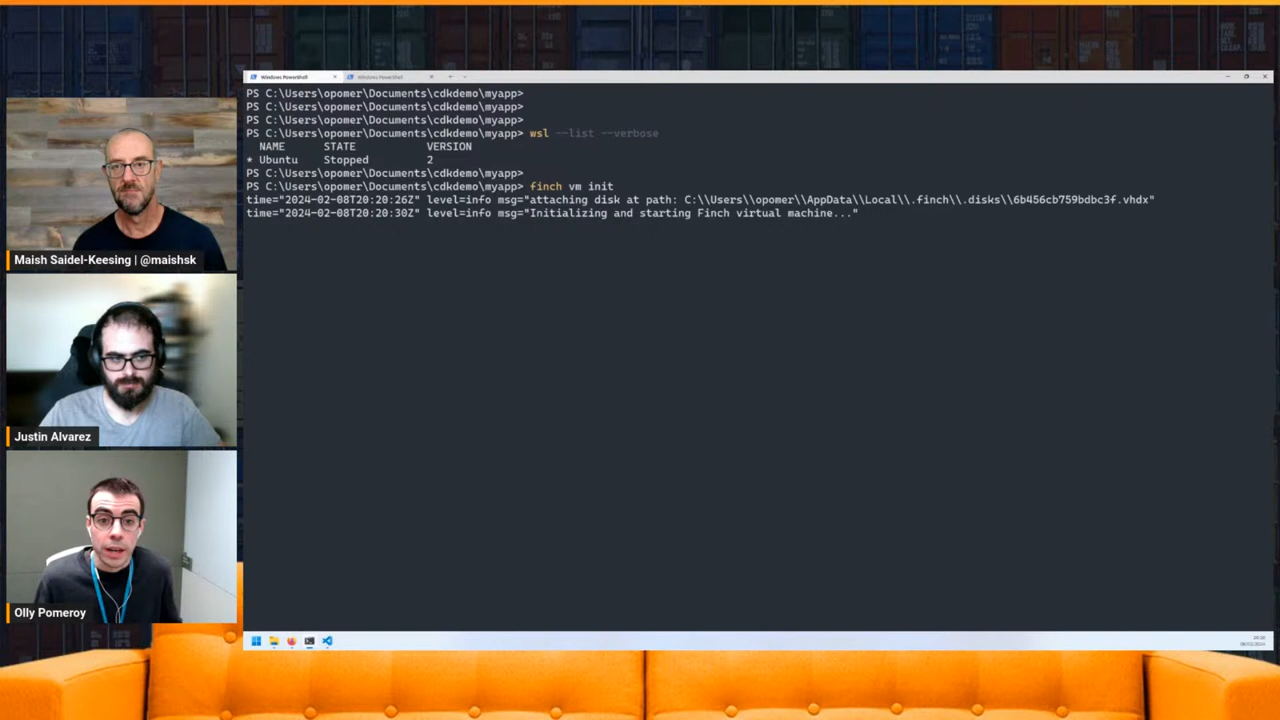 Windows PowerShell
Windows PowerShell
PS C:\Users\opomer\Documents\cdkdemo\myapp>
PS C:\Users\opomer\Documents\cdkdemo\myapp>
PS C:\Users\opomer\Documents\cdkdemo\myapp>
PS C:\Users\opomer\Documents\cdkdemo\myapp> wsl --list --verbose
NAME STATE VERSION
* Ubuntu Stopped 2
PS C:\Users\opomer\Documents\cdkdemo\myapp>
PS C:\Users\opomer\Documents\cdkdemo\myapp> finch vm init
time="2024-02-08T20:20:26Z" level=info msg="attaching disk at path: C:\\Users\\opomer\\AppData\\Local\\.finch\\.disks\\6b456cb759bdbc3f.vhdx"
time="2024-02-08T20:20:30Z" level=info msg="Initializing and starting Finch virtual machine..."
Maish Saidel-Keesing | @maishsk
Justin Alvarez
Olly Pomeroy